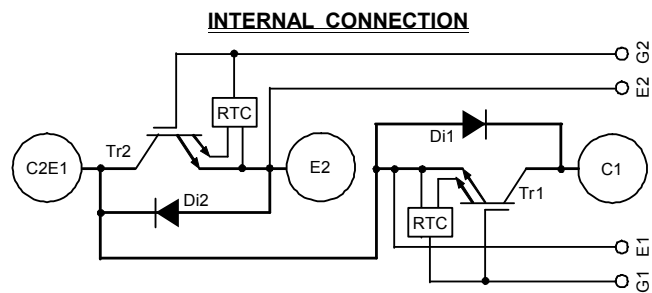 INTERNAL CONNECTION
G2
E2
RTC
Di1
Tr2
C2E1
E2
C1
Di2
Tr1
RTC
E1
G1